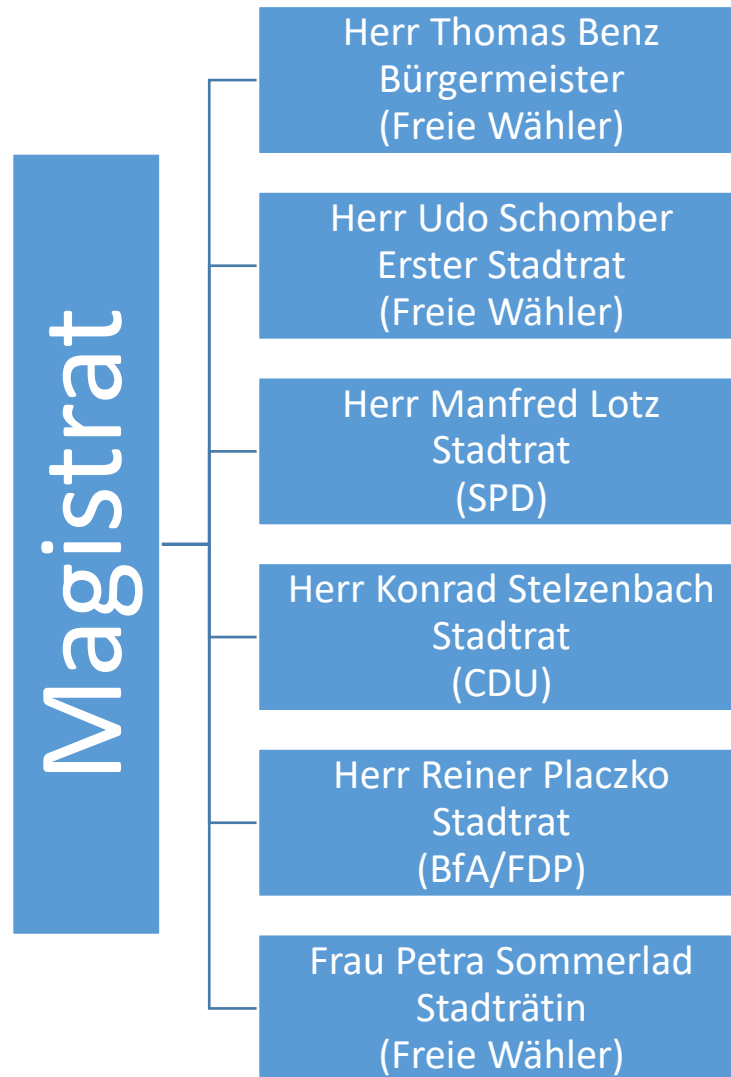 Magistrat
Herr Thomas Benz
Bürgermeister
(Freie Wähler)
Herr Udo Schomber
Erster Stadtrat
(Freie Wähler)
Herr Manfred Lotz
Stadtrat
(SPD)
Herr Konrad Stelzenbach
Stadtrat
(CDU)
Herr Reiner Placzko
Stadtrat
(BfA/FDP)
Frau Petra Sommerlad
Stadträtin
(Freie Wähler)